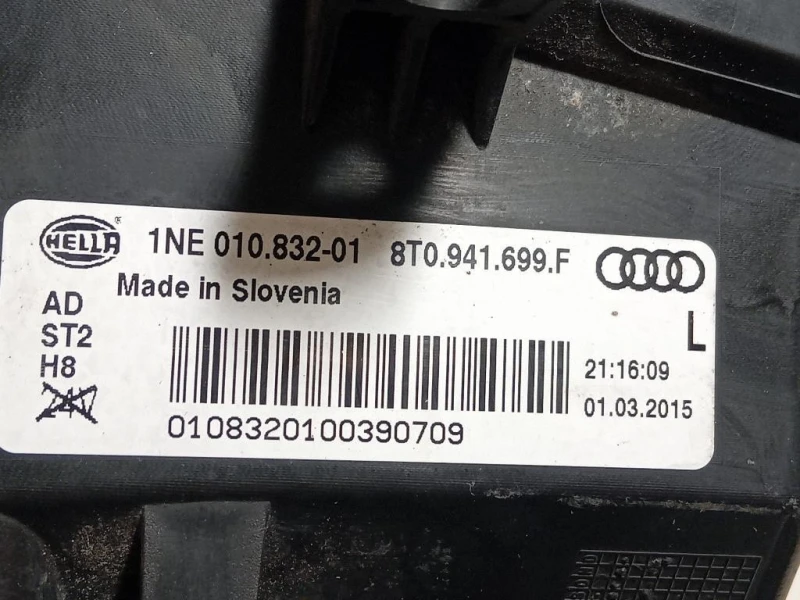 HELLA 1NE 010.832-01 8T0.941.699.F
Made in Slovenia
AD
ST2
H8
L
21:16:09
01.03.2015
0108320100390709